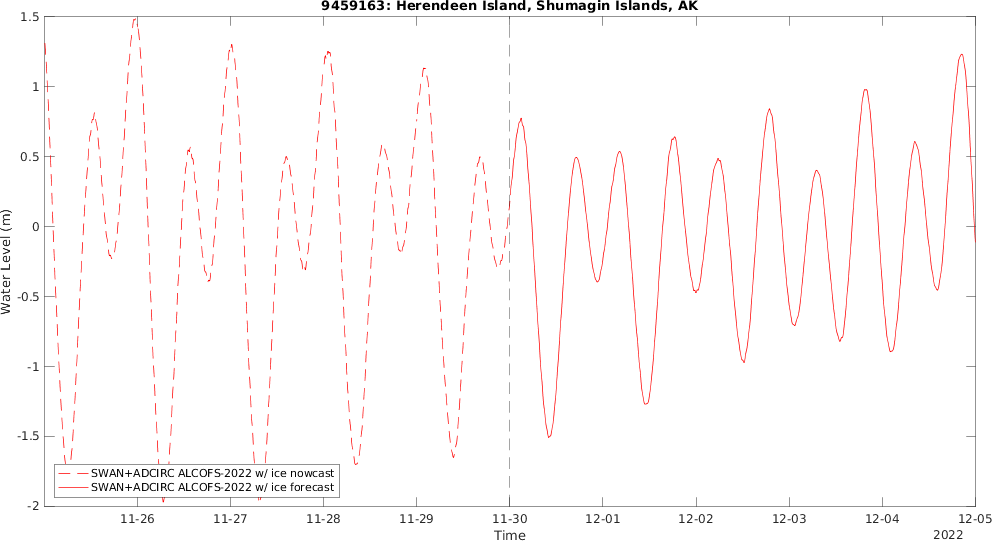 9459163: Herendeen Island, Shumagin Islands, AK
Water Level (m)
1.5
1
0.5
0
-0.5
-1
-1.5
-2
SWAN+ADCIRC ALCOFS-2022 w/ ice nowcast
SWAN+ADCIRC ALCOFS-2022 w/ ice forecast
11-26 11-27 11-28 11-29 11-30 12-01 12-02 12-03 12-04 12-05
Time
2022